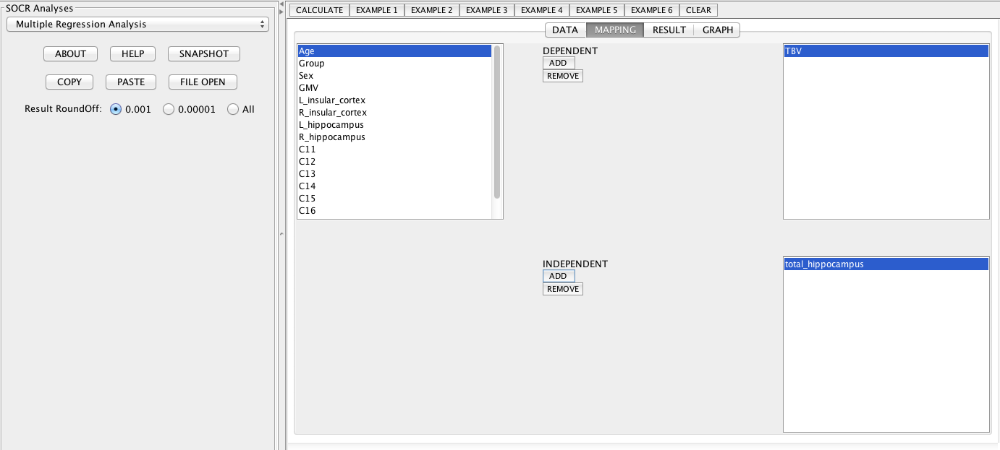 SOCR Analyses
Multiple Regression Analysis
ABOUT HELP SNAPSHOT
COPY PASTE FILE OPEN
Result RoundOff: 0.001 0.00001 All
CALCULATE EXAMPLE 1 EXAMPLE 2 EXAMPLE 3 EXAMPLE 4 EXAMPLE 5 EXAMPLE 6 CLEAR
DATA MAPPING RESULT GRAPH
Age
Group
Sex
GMV
L_insular_cortex
R_insular_cortex
L_hippocampus
R_hippocampus
C11
C12
C13
C14
C15
C16
DEPENDENT
ADD
REMOVE
TBV
INDEPENDENT
ADD
REMOVE
total_hippocampus